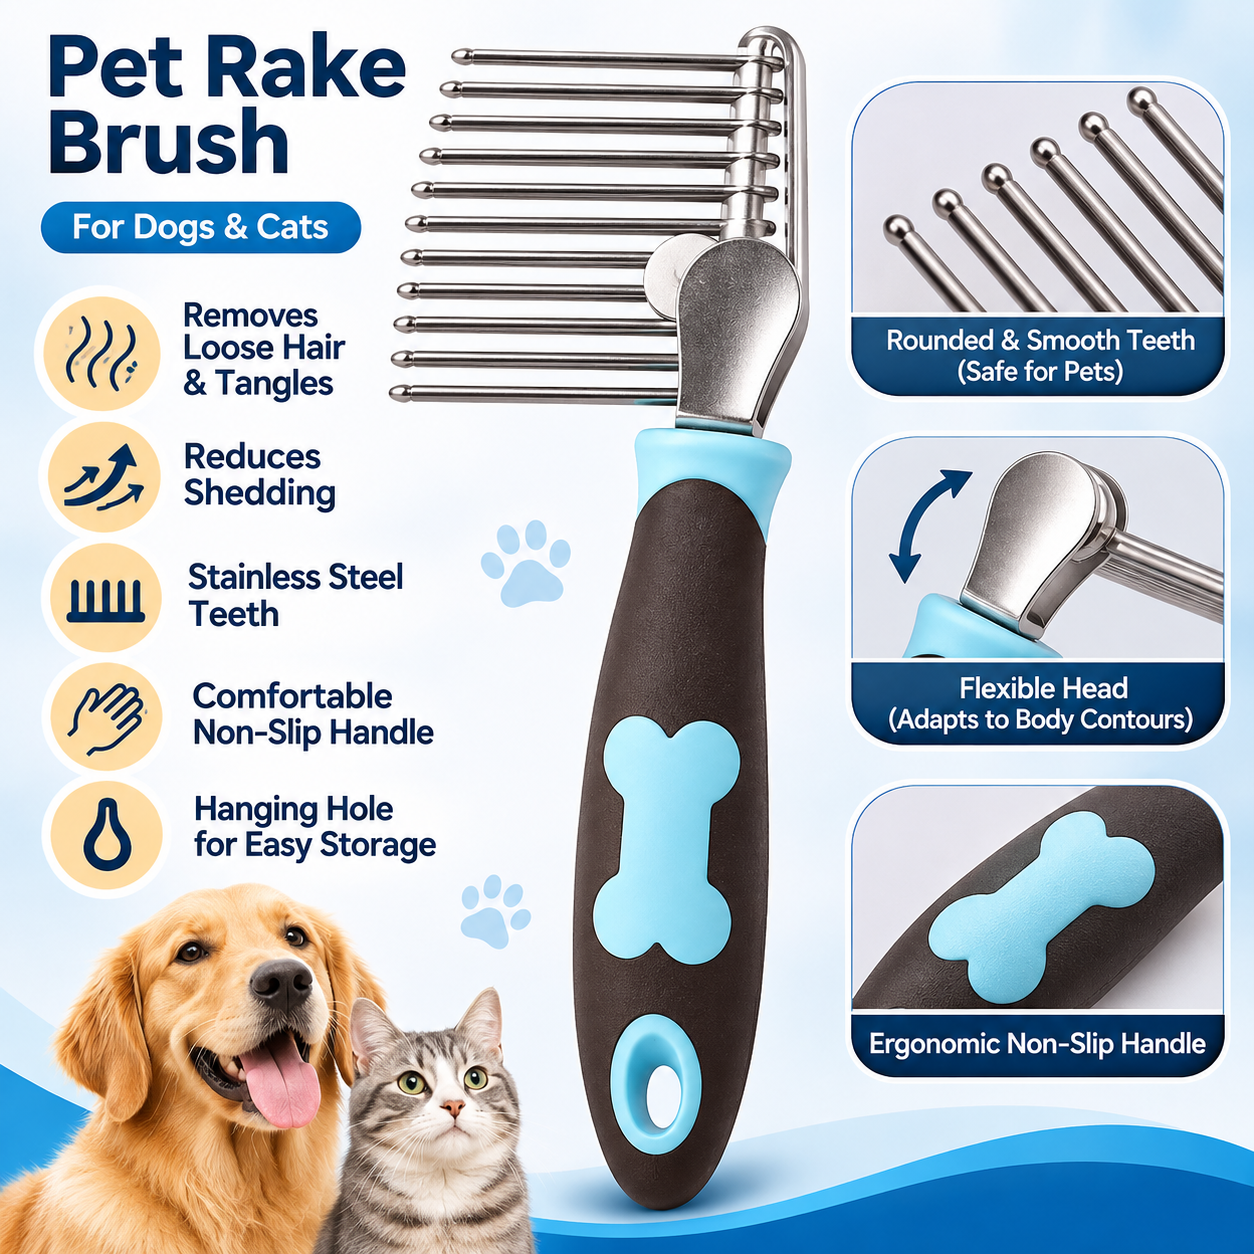 Pet Rake
Brush
For Dogs & Cats
Removes
Loose Hair
& Tangles
Reduces
Shedding
Stainless Steel
Teeth
Comfortable
Non-Slip Handle
Hanging Hole
for Easy Storage
Rounded & Smooth Teeth
(Safe for Pets)
Flexible Head
(Adapts to Body Contours)
Ergonomic Non-Slip Handle